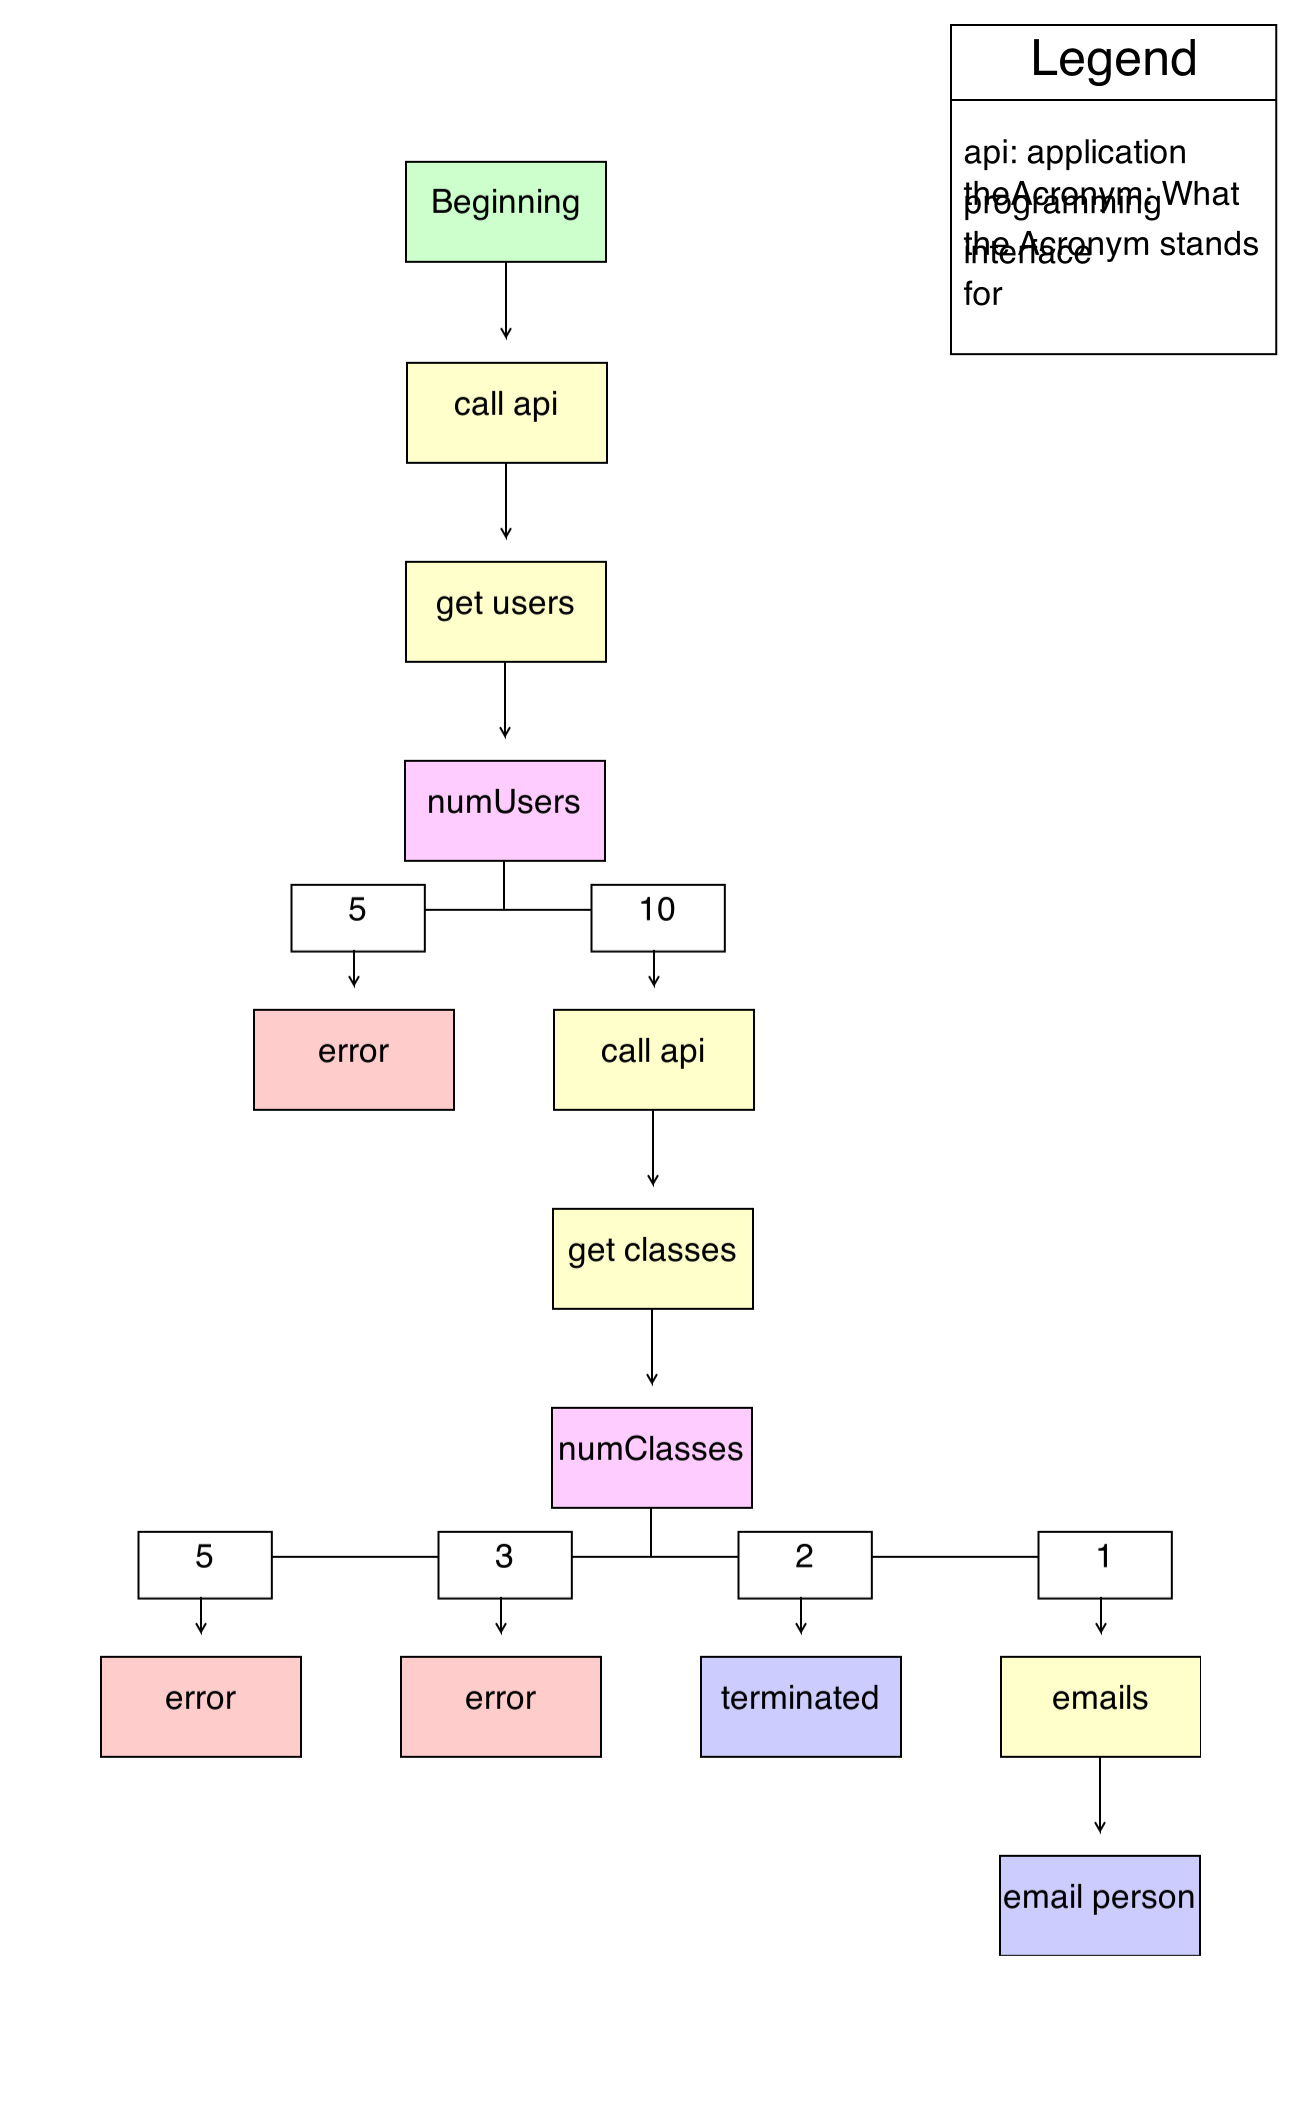 Legend
api: application
programming
interface
theAcronym: What
the Acronym stands
for
Beginning
call api
get users
numUsers
5
10
error
call api
get classes
numClasses
5
3
2
1
error
error
terminated
emails
email person